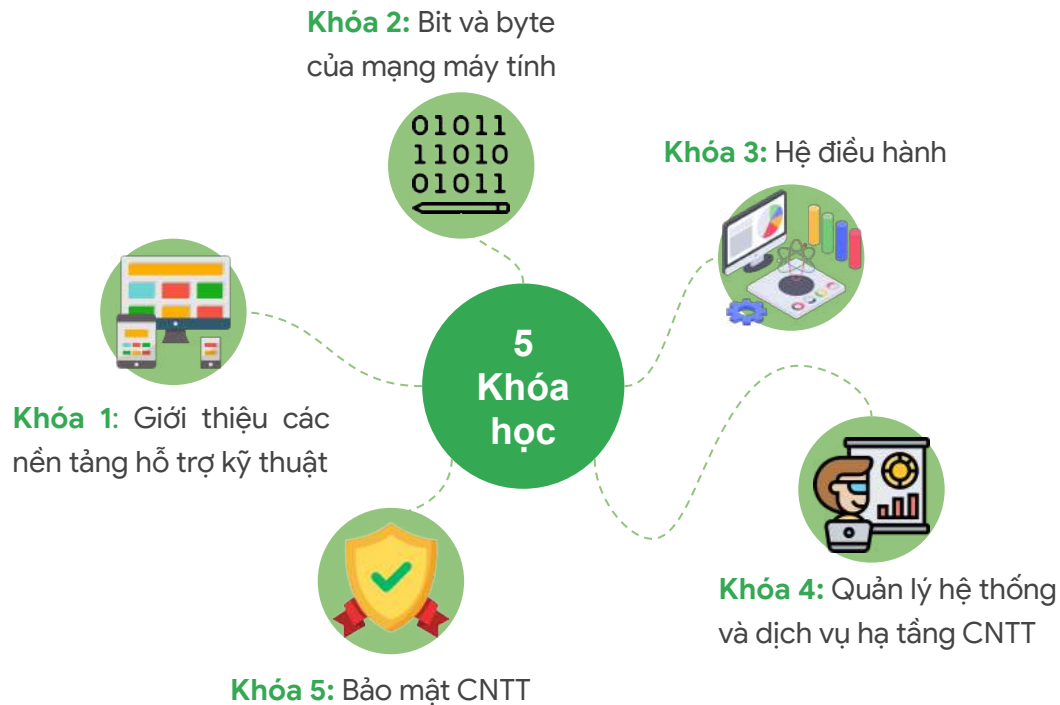 Khóa 2: Bit và byte
của mạng máy tính
01011
11010
01011
Khóa 3: Hệ điều hành
5
Khóa
học
Khóa 1: Giới thiệu các
nền tảng hỗ trợ kỹ thuật
Khóa 4: Quản lý hệ thống
và dịch vụ hạ tầng CNTT
Khóa 5: Bảo mật CNTT